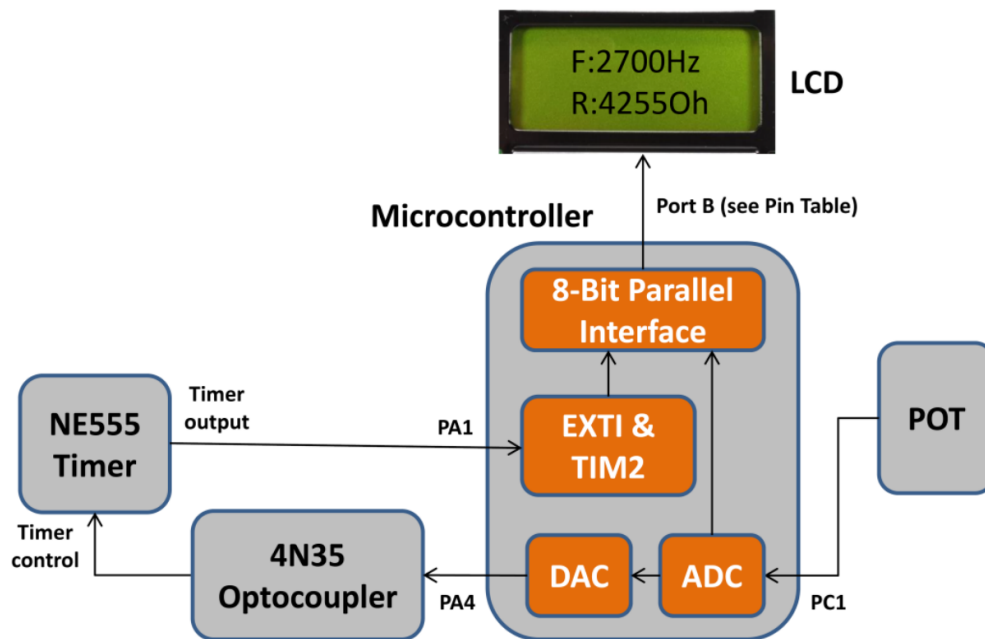 F:2700Hz
R:4255Oh
LCD
Port B (see Pin Table)
Microcontroller
8-Bit Parallel
Interface
NE555
Timer
Timer
output
PA1
EXTI &
TIM2
POT
Timer
control
4N35
Optocoupler
PA4
DAC
ADC
PC1